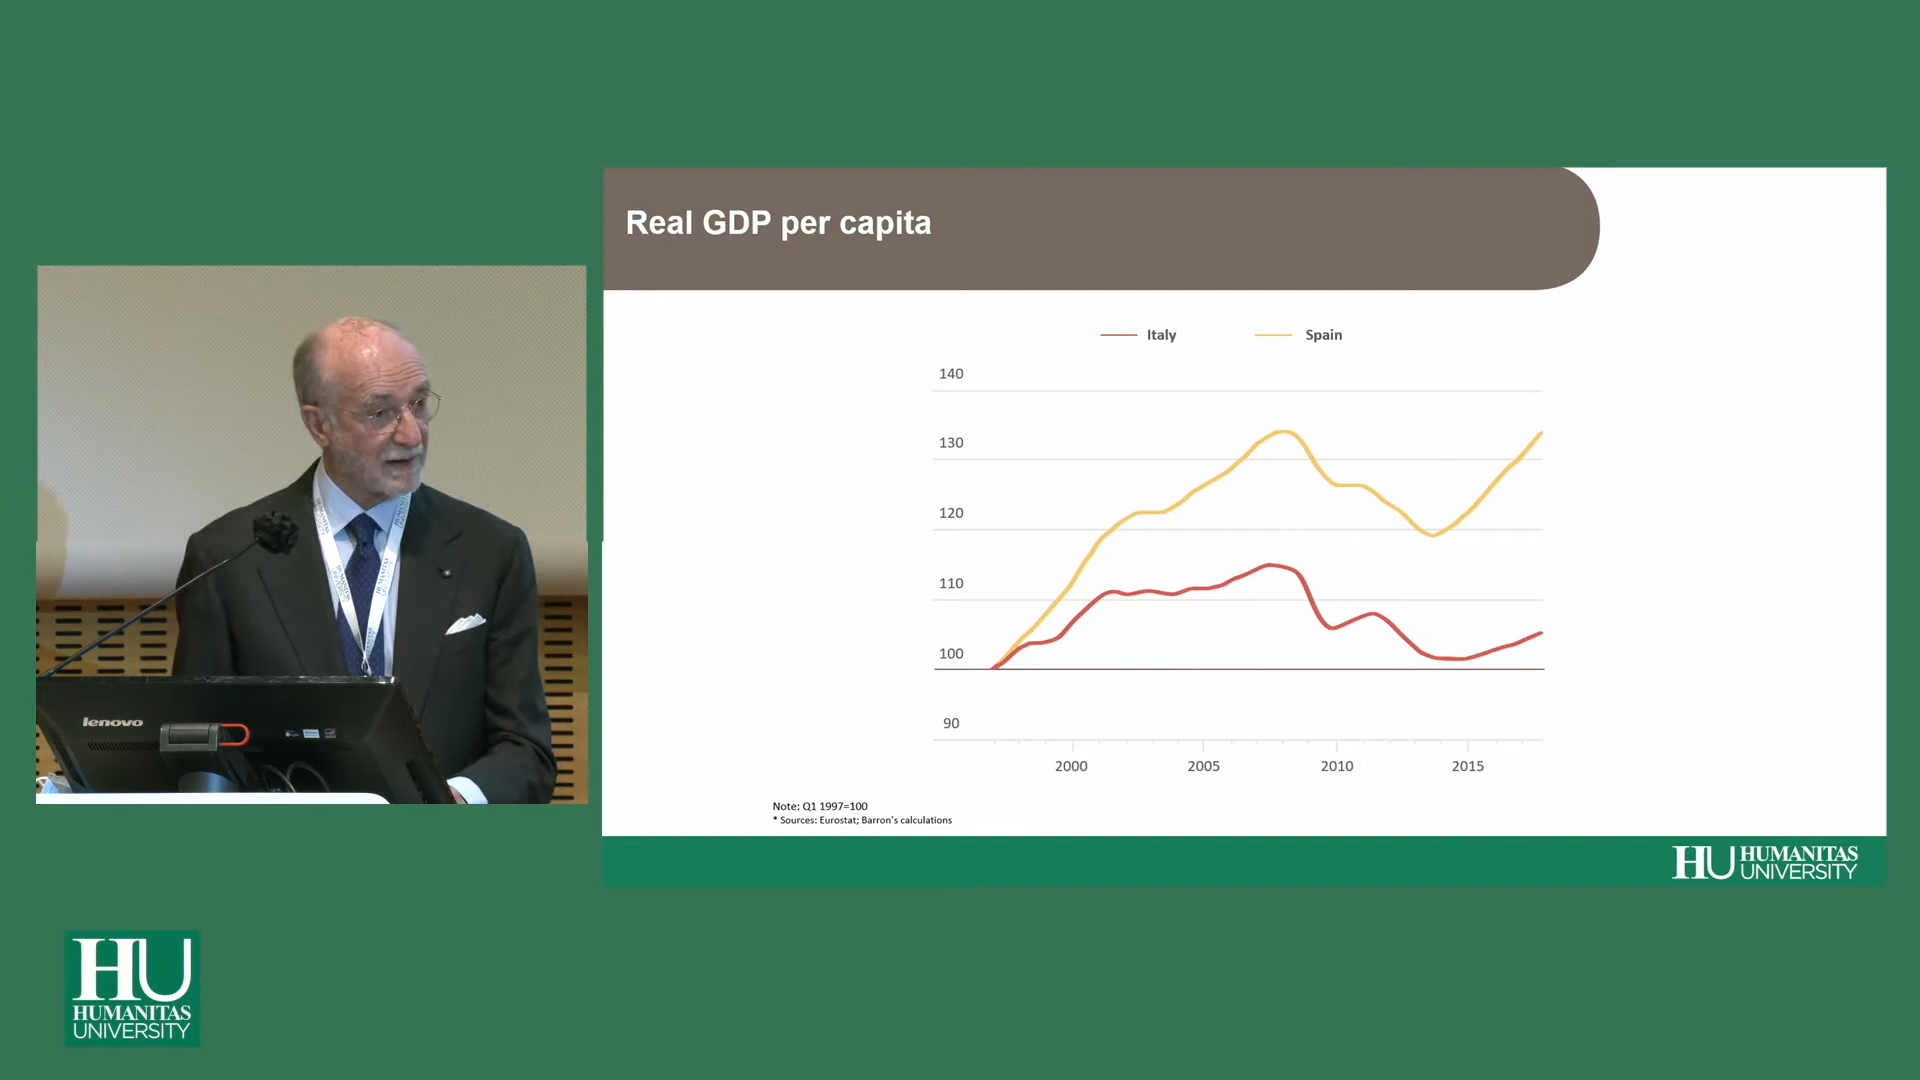 Real GDP per capita
Italy
Spain
140
130
120
110
100
90
2000
2005
2010
2015
Note: Q1 1997=100
* Sources: Eurostat; Barron's calculations
HU HUMANITAS
UNIVERSITY
lenovo
HU
HUMANITAS
UNIVERSITY